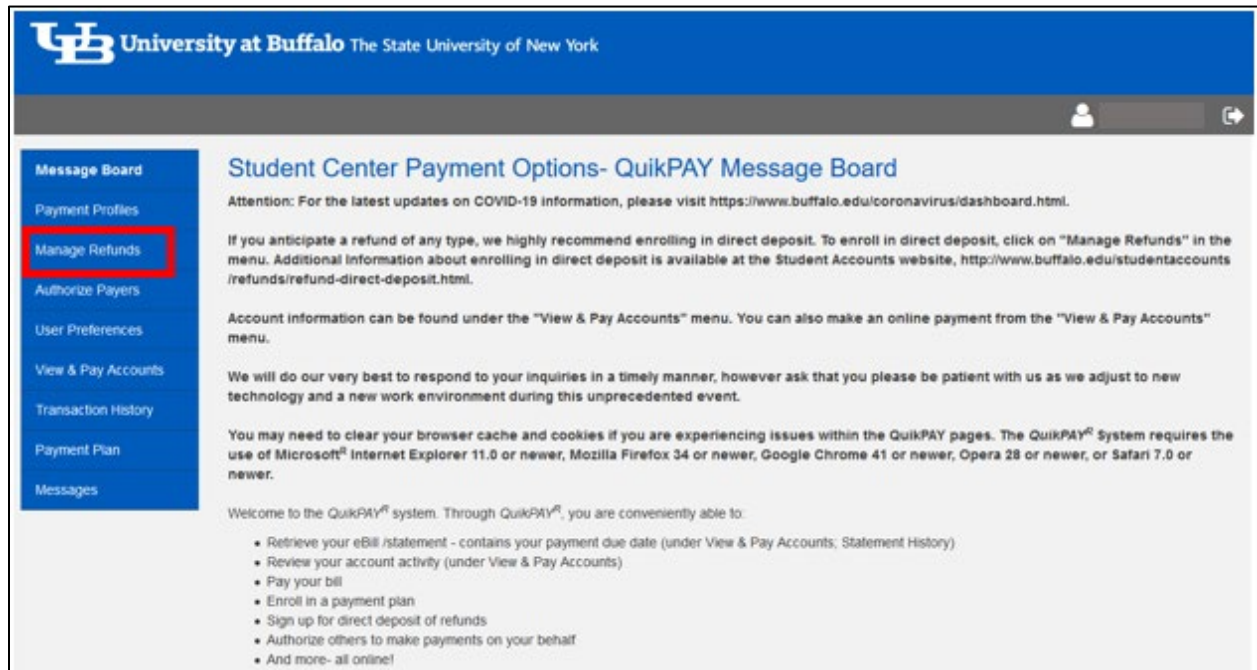 UB University at Buffalo The State University of New York
Message Board
Payment Profiles
Manage Refunds
Authorize Payers
User Preferences
View & Pay Accounts
Transaction History
Payment Plan
Messages
Student Center Payment Options- QuikPAY Message Board
Attention: For the latest updates on COVID-19 information, please visit https://www.buffalo.edu/coronavirus/dashboard.html.
If you anticipate a refund of any type, we highly recommend enrolling in direct deposit. To enroll in direct deposit, click on "Manage Refunds" in the
menu. Additional Information about enrolling in direct deposit is available at the Student Accounts website, http://www.buffalo.edu/studentaccounts
/refunds/refund-direct-deposit.html.
Account information can be found under the "View & Pay Accounts" menu. You can also make an online payment from the "View & Pay Accounts"
menu.
We will do our very best to respond to your inquiries in a timely manner, however ask that you please be patient with us as we adjust to new
technology and a new work environment during this unprecedented event.
You may need to clear your browser cache and cookies if you are experiencing issues within the QuikPAY pages. The QuikPAYᴿ System requires the
use of Microsoftᴿ Internet Explorer 11.0 or newer, Mozilla Firefox 34 or newer, Google Chrome 41 or newer, Opera 28 or newer, or Safari 7.0 or
newer.
Welcome to the QuikPAYᴿ system. Through QuikPAYᴿ, you are conveniently able to:
• Retrieve your eBill /statement - contains your payment due date (under View & Pay Accounts; Statement History)
• Review your account activity (under View & Pay Accounts)
• Pay your bill
• Enroll in a payment plan
• Sign up for direct deposit of refunds
• Authorize others to make payments on your behalf
• And more- all online!